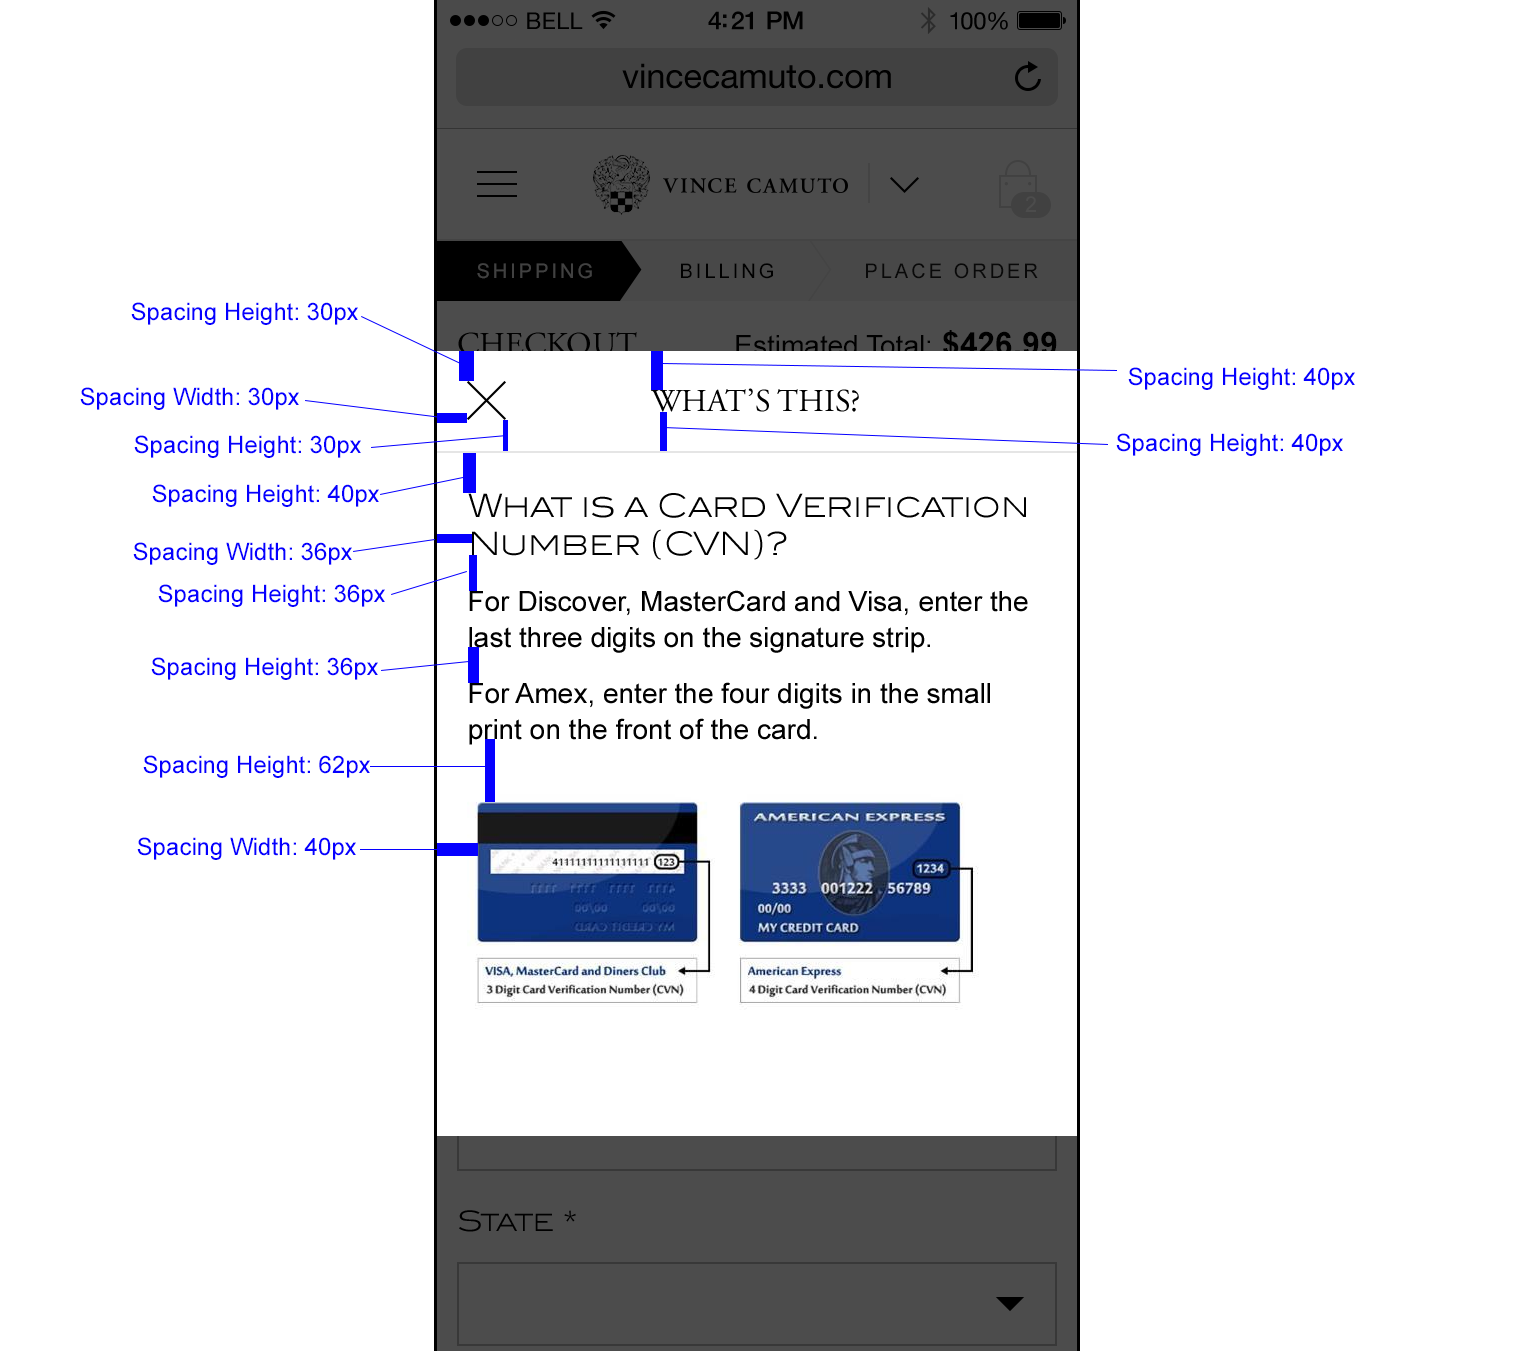 BELL 4:21 PM 100%
vincecamuto.com
VINCE CAMUTO 2
SHIPPING BILLING PLACE ORDER
Spacing Height: 30px
CHECKOUT Estimated Total: $426.99
Spacing Height: 40px
Spacing Width: 30px
WHAT'S THIS?
Spacing Height: 30px
Spacing Height: 40px
Spacing Height: 40px
WHAT IS A CARD VERIFICATION
NUMBER (CVN)?
Spacing Width: 36px
Spacing Height: 36px
For Discover, MasterCard and Visa, enter the
last three digits on the signature strip.
Spacing Height: 36px
For Amex, enter the four digits in the small
print on the front of the card.
Spacing Height: 62px
Spacing Width: 40px
4111111111111111 123
VISA, MasterCard and Diners Club
3 Digit Card Verification Number (CVN)
AMERICAN EXPRESS
1234
3333 001222 56789
00/00
MY CREDIT CARD
American Express
4 Digit Card Verification Number (CVN)
STATE *